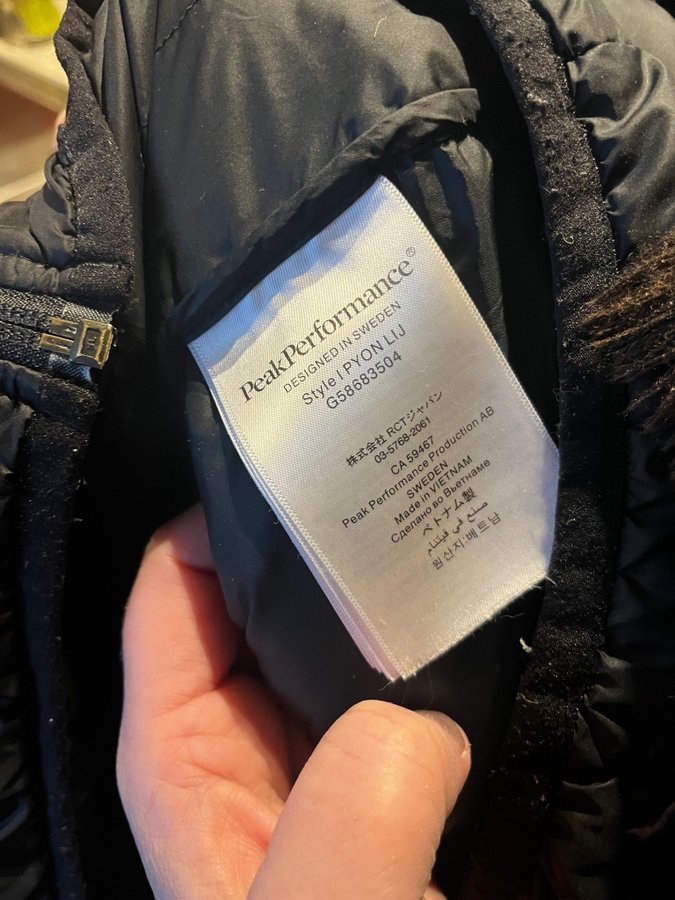 PeakPerformance®
DESIGNED IN SWEDEN
Style I PYON LIJ
G58683504
株式会社 RCTジャパン
03-5768-2061
CA 59467
Peak Performance Production AB
SWEDEN
Made in VIETNAM
Сделано во Вьетнаме
ベトナム製
صنع في فيتنام
원산지:베트남